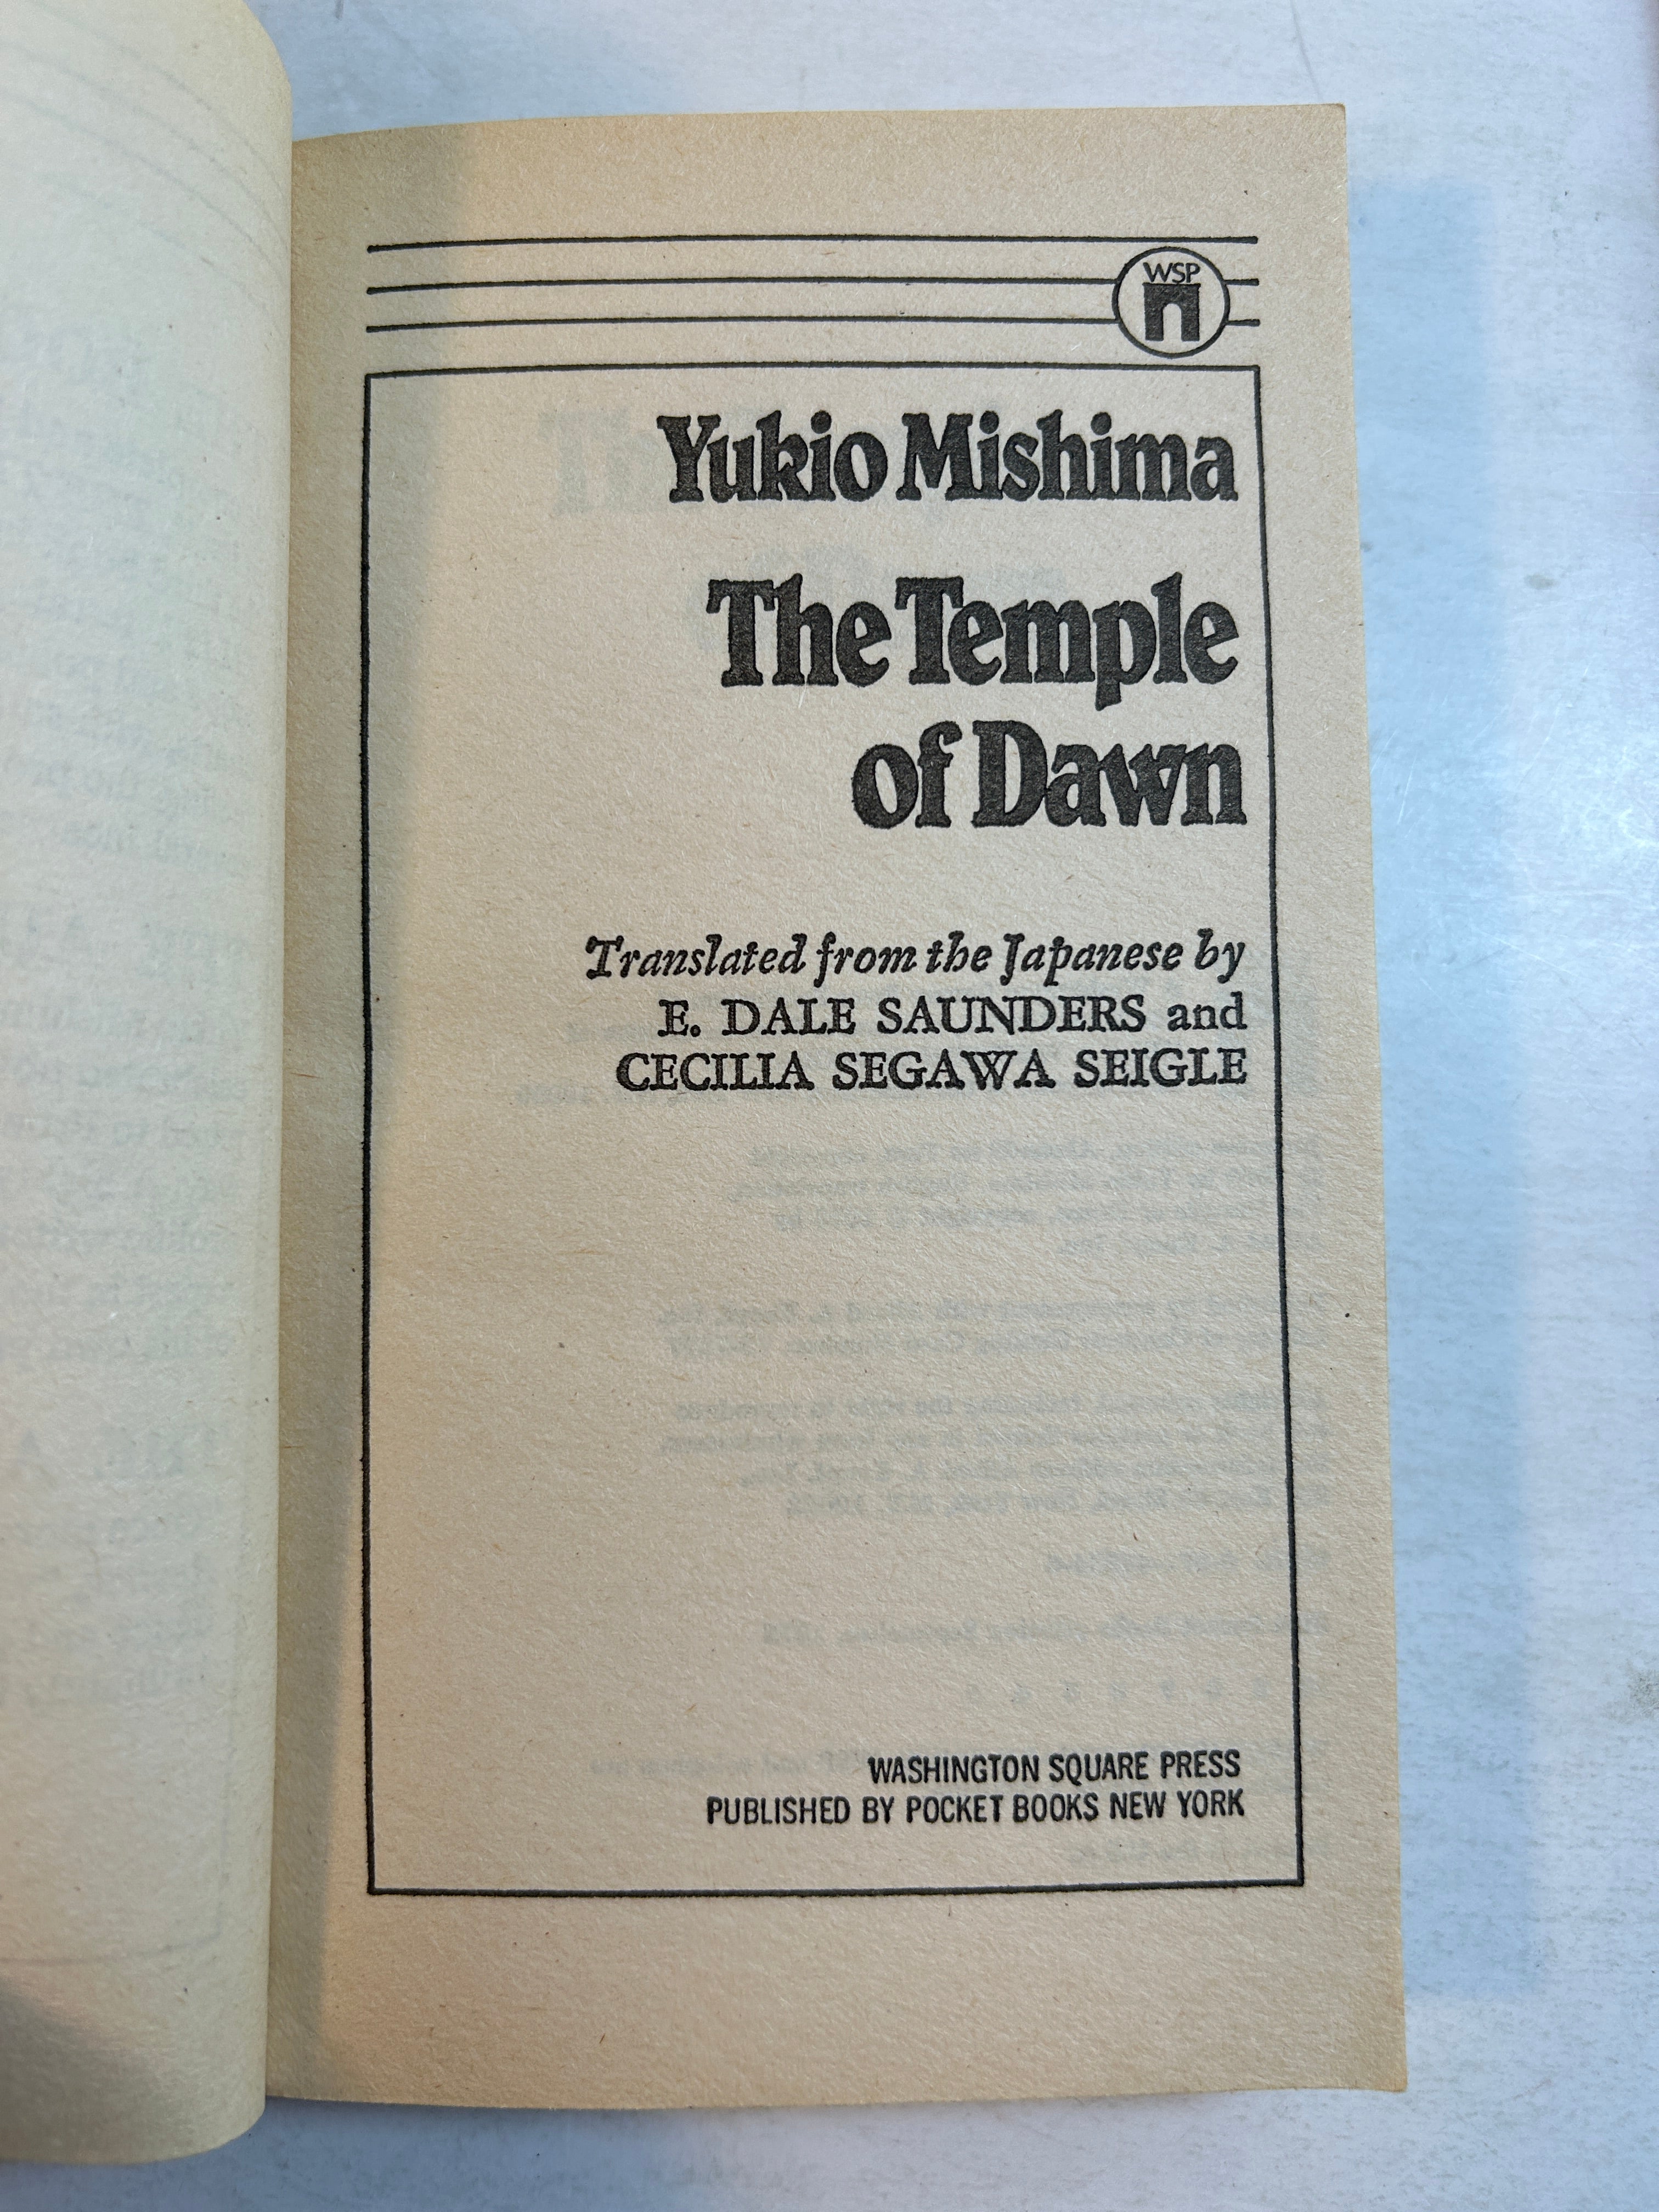 WSP
Yukio Mishima
The Temple
of Dawn
Translated from the Japanese by
E. DALE SAUNDERS and
CECILIA SEGAWA SEIGLE
WASHINGTON SQUARE PRESS
PUBLISHED BY POCKET BOOKS NEW YORK